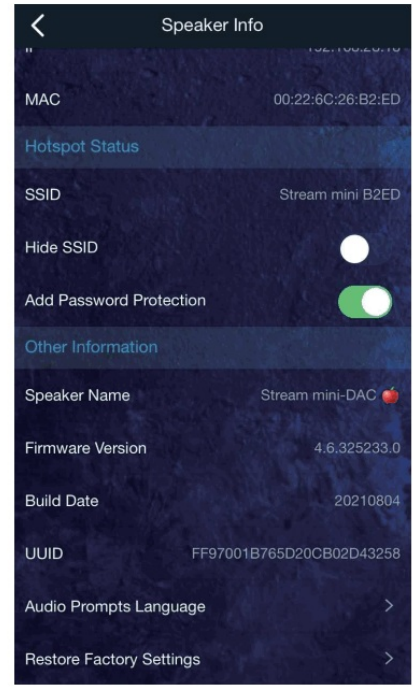 Speaker Info
MAC 00:22:6C:26:B2:ED
Hotspot Status
SSID Stream mini B2ED
Hide SSID
Add Password Protection
Other Information
Speaker Name Stream mini-DAC 🍎
Firmware Version 4.6.325233.0
Build Date 20210804
UUID FF97001B765D20CB02D43258
Audio Prompts Language
Restore Factory Settings